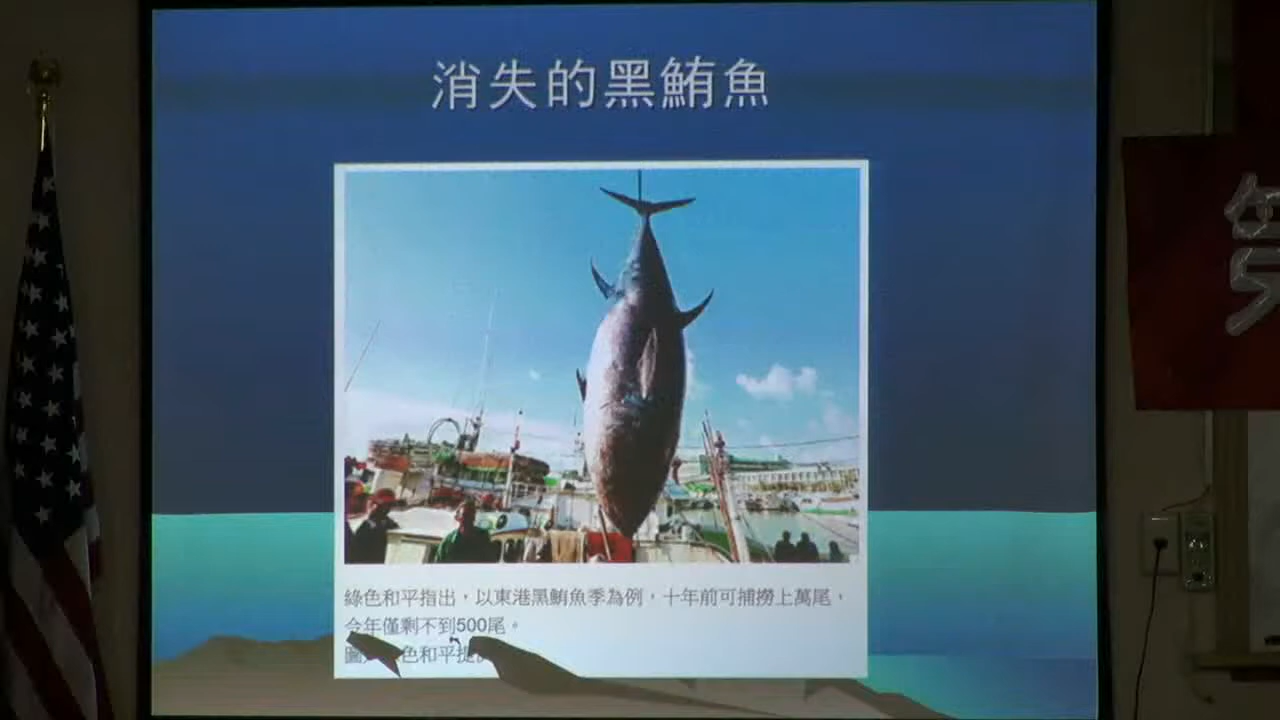 消失的黑鮪魚
綠色和平指出，以東港黑鮪魚季為例，十年前可捕撈上萬尾，
今年僅剩不到500尾。
圖 色和平提